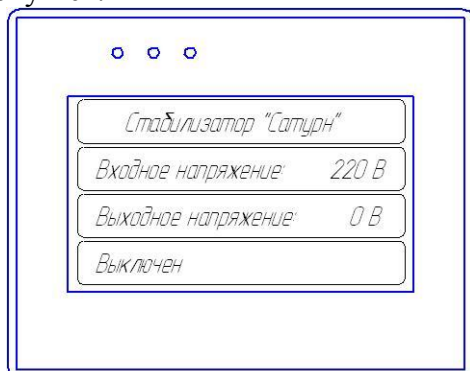 Стабилизатор "Сатурн"
Входное напряжение: 220 В
Выходное напряжение: 0 В
Выключен